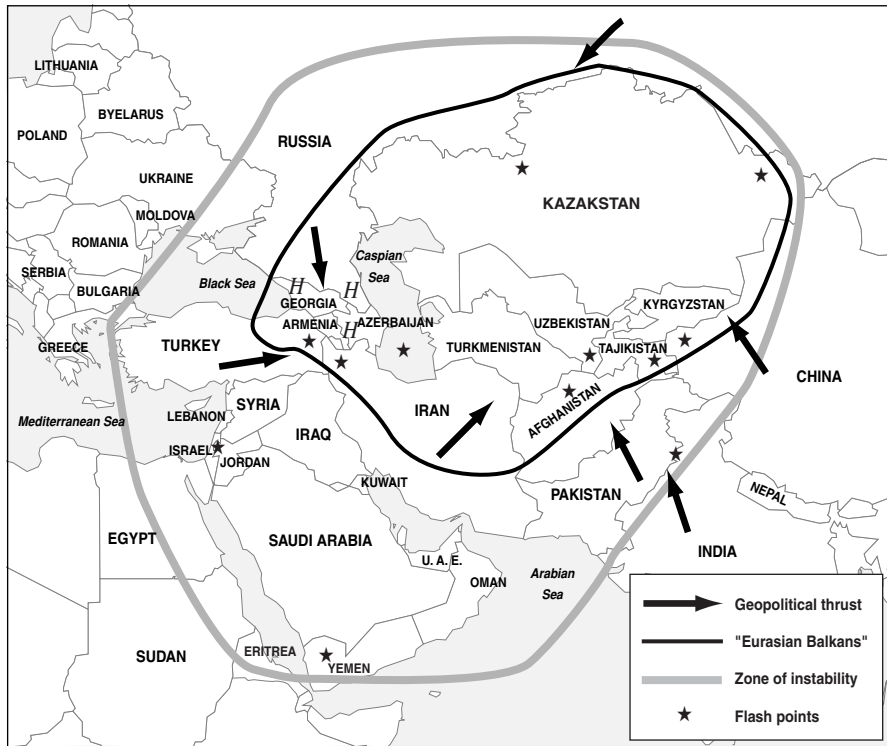 LITHUANIA
BYELARUS
POLAND
RUSSIA
UKRAINE
MOLDOVA
KAZAKSTAN
ROMANIA
Caspian
Sea
SERBIA
Black Sea
H
H
BULGARIA
GEORGIA
KYRGYZSTAN
ARMENIA
H
AZERBAIJAN
UZBEKISTAN
GREECE
TURKEY
TURKMENISTAN
TAJIKISTAN
CHINA
SYRIA
IRAN
AFGHANISTAN
Mediterranean Sea
LEBANON
IRAQ
ISRAEL
JORDAN
KUWAIT
PAKISTAN
NEPAL
EGYPT
SAUDI ARABIA
INDIA
U. A. E.
OMAN
Arabian
Sea
ERITREA
SUDAN
YEMEN
Geopolitical thrust
"Eurasian Balkans"
Zone of instability
Flash points